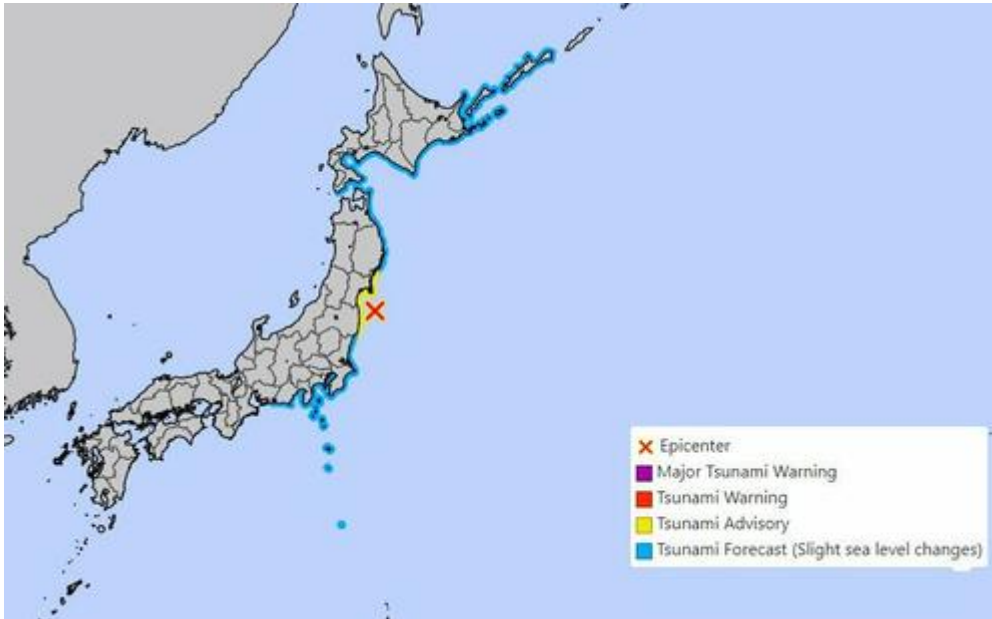 Epicenter
Major Tsunami Warning
Tsunami Warning
Tsunami Advisory
Tsunami Forecast (Slight sea level changes)